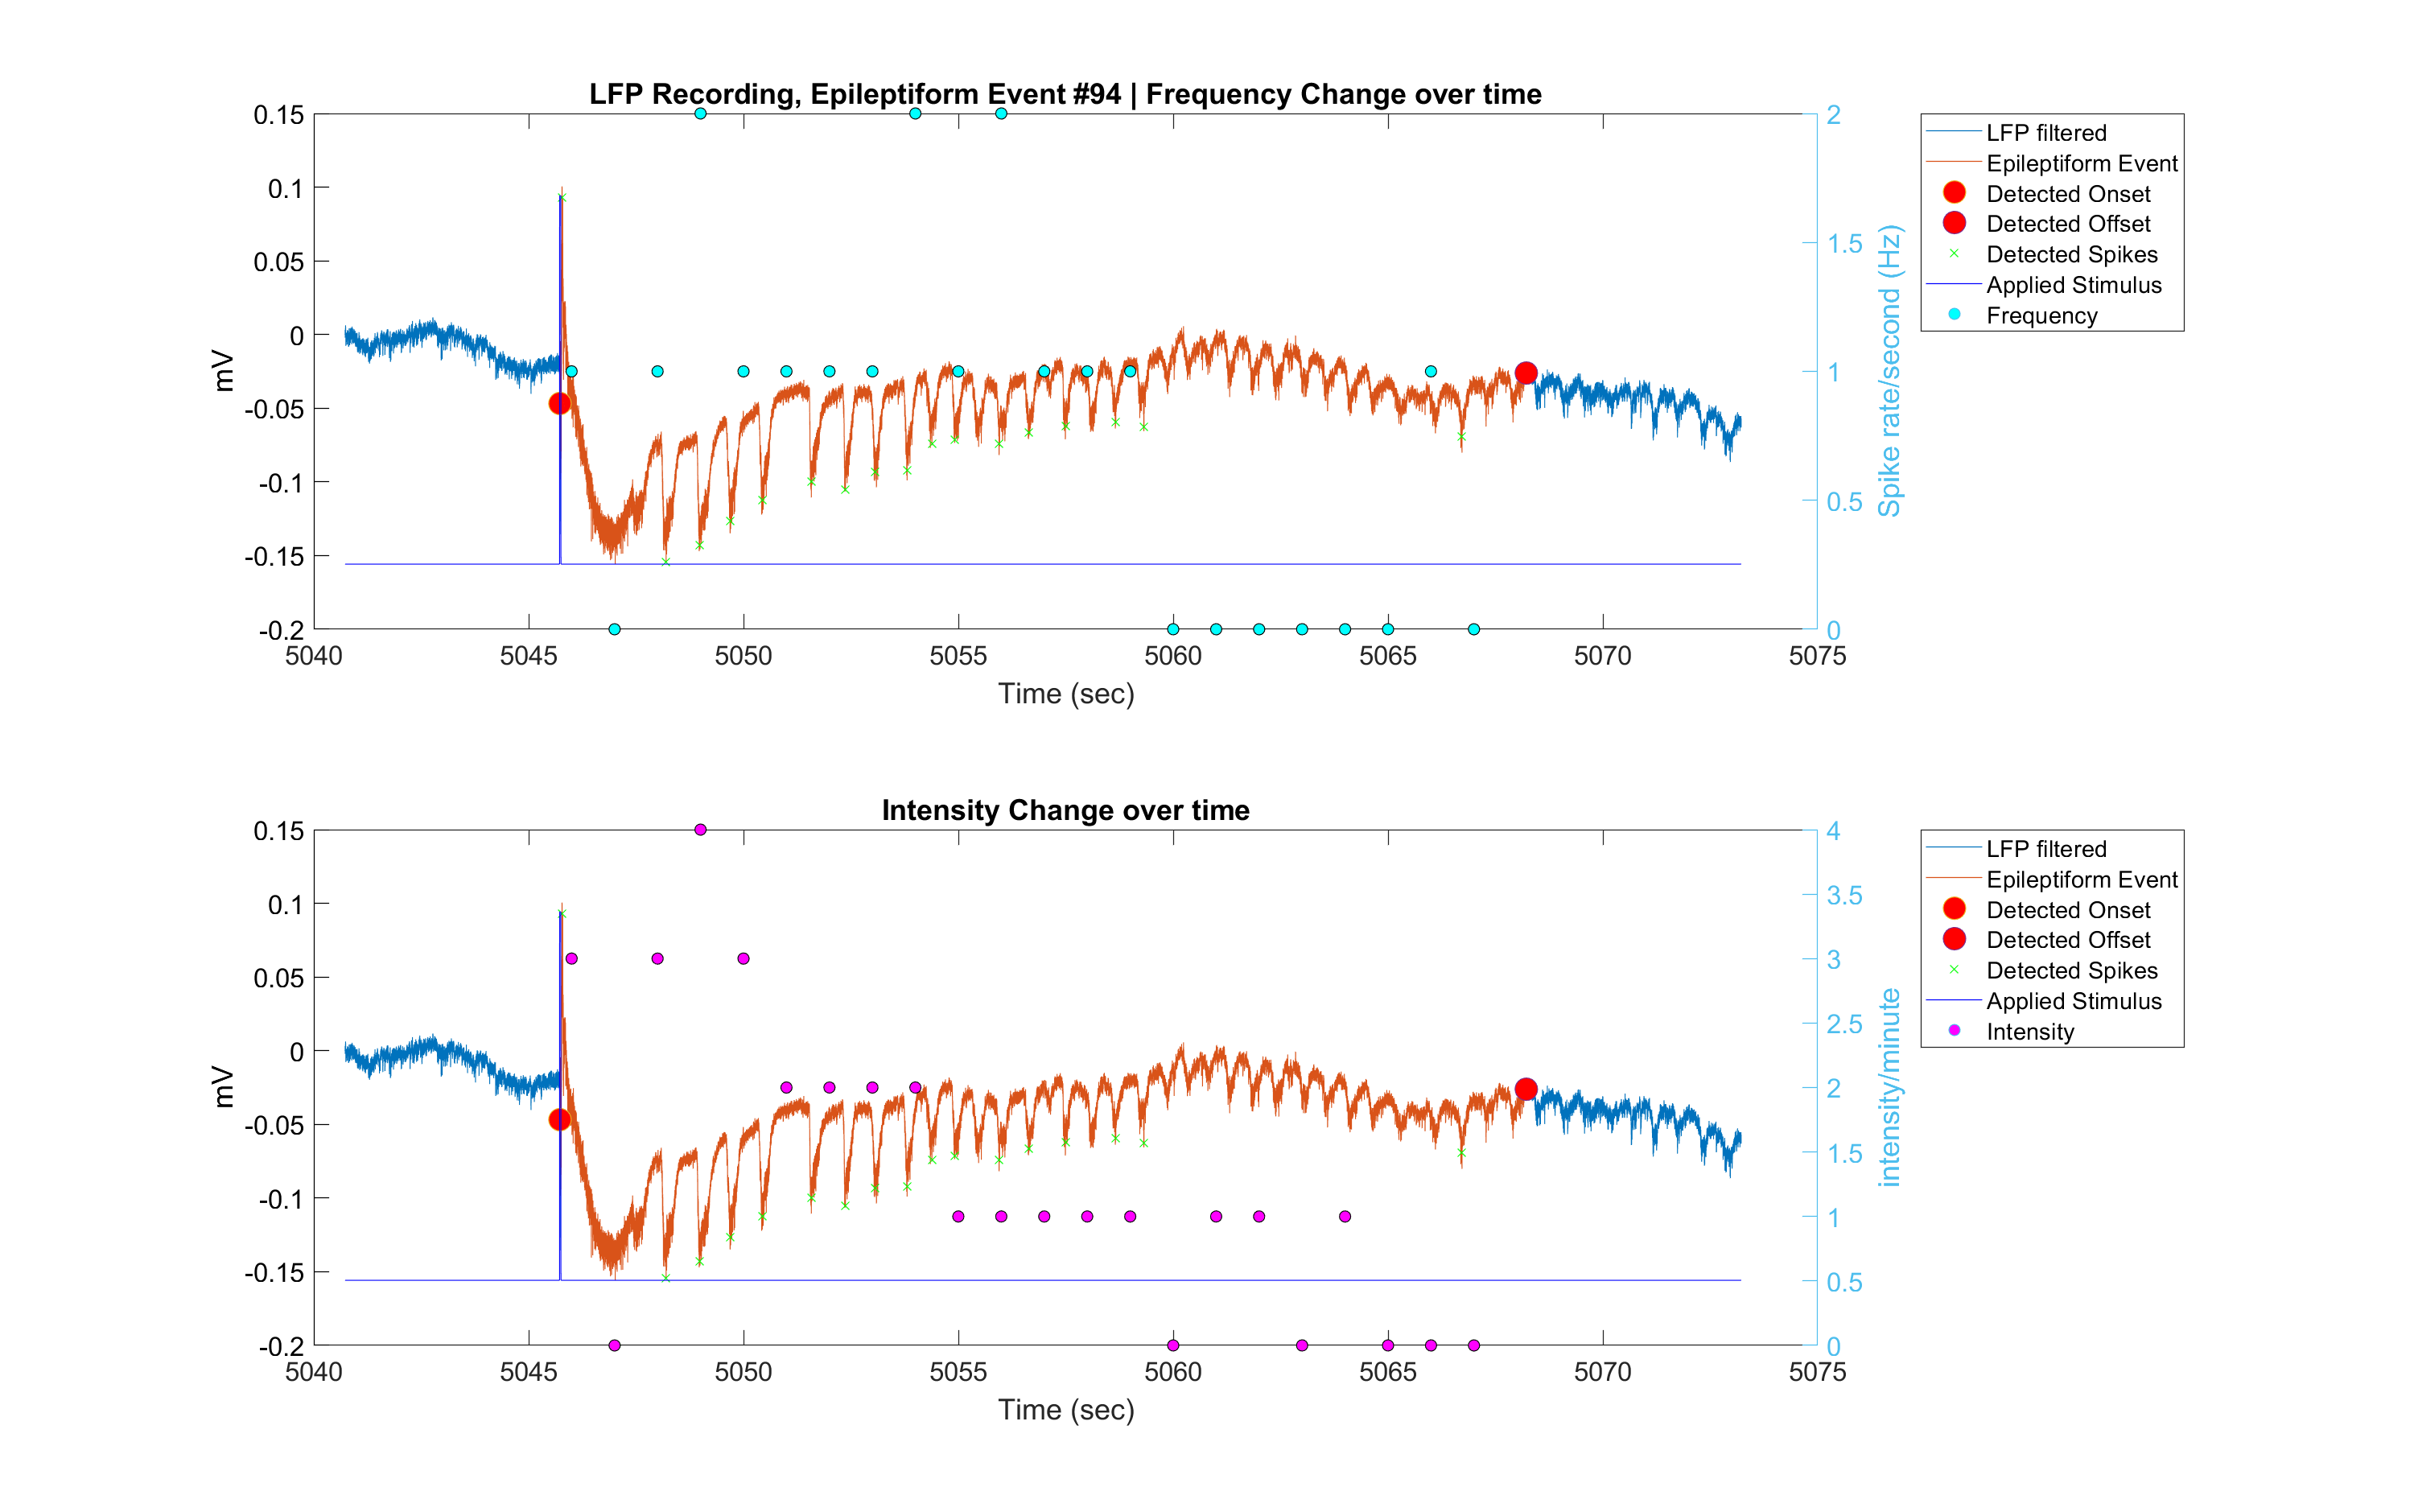 LFP Recording, Epileptiform Event #94 | Frequency Change over time
0.15
0.1
0.05
0
-0.05
-0.1
-0.15
-0.2
mV
5040 5045 5050 5055 5060 5065 5070 5075
Time (sec)
2
1.5
1
0.5
0
Spike rate/second (Hz)
LFP filtered
Epileptiform Event
Detected Onset
Detected Offset
Detected Spikes
Applied Stimulus
Frequency
Intensity Change over time
0.15
0.1
0.05
0
-0.05
-0.1
-0.15
-0.2
mV
5040 5045 5050 5055 5060 5065 5070 5075
Time (sec)
4
3.5
3
2.5
2
1.5
1
0.5
0
intensity/minute
LFP filtered
Epileptiform Event
Detected Onset
Detected Offset
Detected Spikes
Applied Stimulus
Intensity